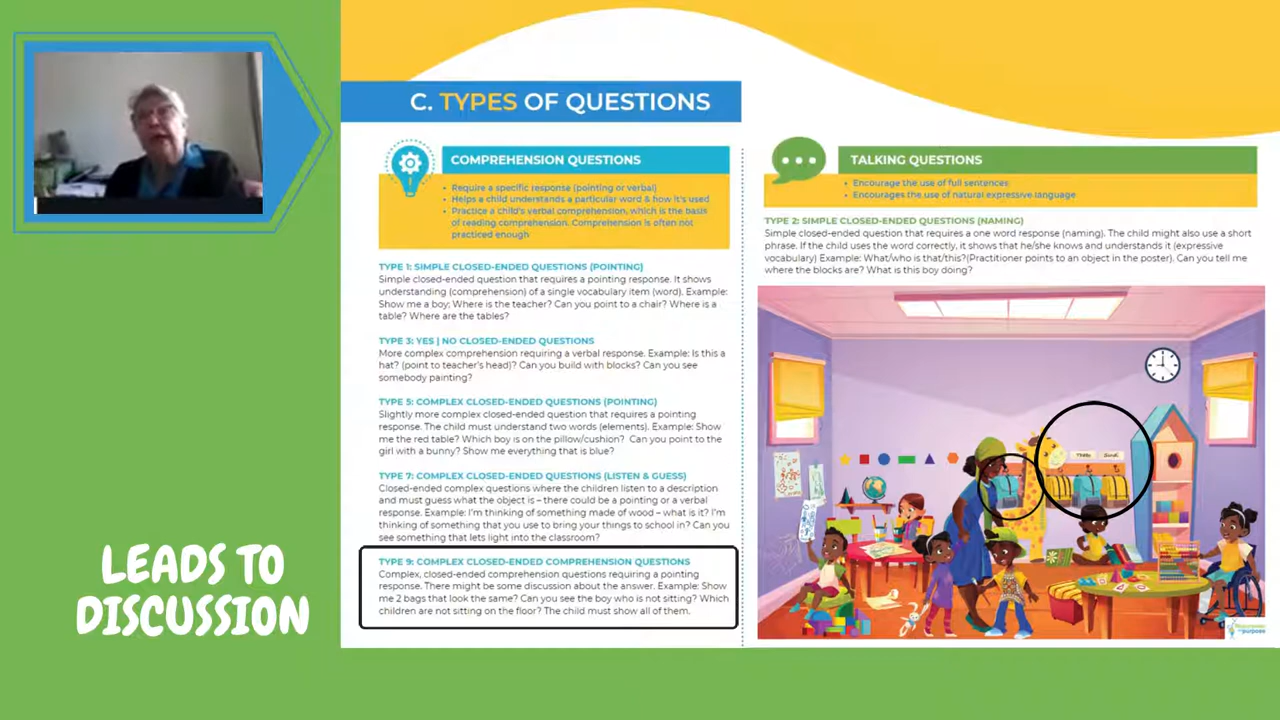 C. TYPES OF QUESTIONS
COMPREHENSION QUESTIONS
• Require a specific response (pointing or verbal)
• Helps a child understands a particular word & how it's used
• Practice a child's verbal comprehension, which is the basis
of reading comprehension. Comprehension is often not
practiced enough
TYPE 1: SIMPLE CLOSED-ENDED QUESTIONS (POINTING)
Simple closed-ended question that requires a pointing response. It shows
understanding (comprehension) of a single vocabulary item (word). Example:
Show me a boy; Where is the teacher? Can you point to a chair? Where is a
table? Where are the tables?
TYPE 3: YES | NO CLOSED-ENDED QUESTIONS
More complex comprehension requiring a verbal response. Example: Is this a
hat? (point to teacher's head)? Can you build with blocks? Can you see
somebody painting?
TYPE 5: COMPLEX CLOSED-ENDED QUESTIONS (POINTING)
Slightly more complex closed-ended question that requires a pointing
response. The child must understand two words (elements). Example: Show
me the red table? Which boy is on the pillow/cushion? Can you point to the
girl with a bunny? Show me everything that is blue?
TYPE 7: COMPLEX CLOSED-ENDED QUESTIONS (LISTEN & GUESS)
Closed-ended complex questions where the children listen to a description
and must guess what the object is – there could be a pointing or a verbal
response. Example: I'm thinking of something made of wood – what is it? I'm
thinking of something that you use to bring your things to school in? Can you
see something that lets light into the classroom?
TYPE 9: COMPLEX CLOSED-ENDED COMPREHENSION QUESTIONS
Complex, closed-ended comprehension questions requiring a pointing
response. There might be some discussion about the answer. Example: Show
me 2 bags that look the same? Can you see the boy who is not sitting? Which
children are not sitting on the floor? The child must show all of them.
TALKING QUESTIONS
• Encourage the use of full sentences
• Encourages the use of natural expressive language
TYPE 2: SIMPLE CLOSED-ENDED QUESTIONS (NAMING)
Simple closed-ended question that requires a one word response (naming). The child might also use a short
phrase. If the child uses the word correctly, it shows that he/she knows and understands it (expressive
vocabulary) Example: What/who is that/this?(Practitioner points to an object in the poster). Can you tell me
where the blocks are? What is this boy doing?
LEADS TO
DISCUSSION